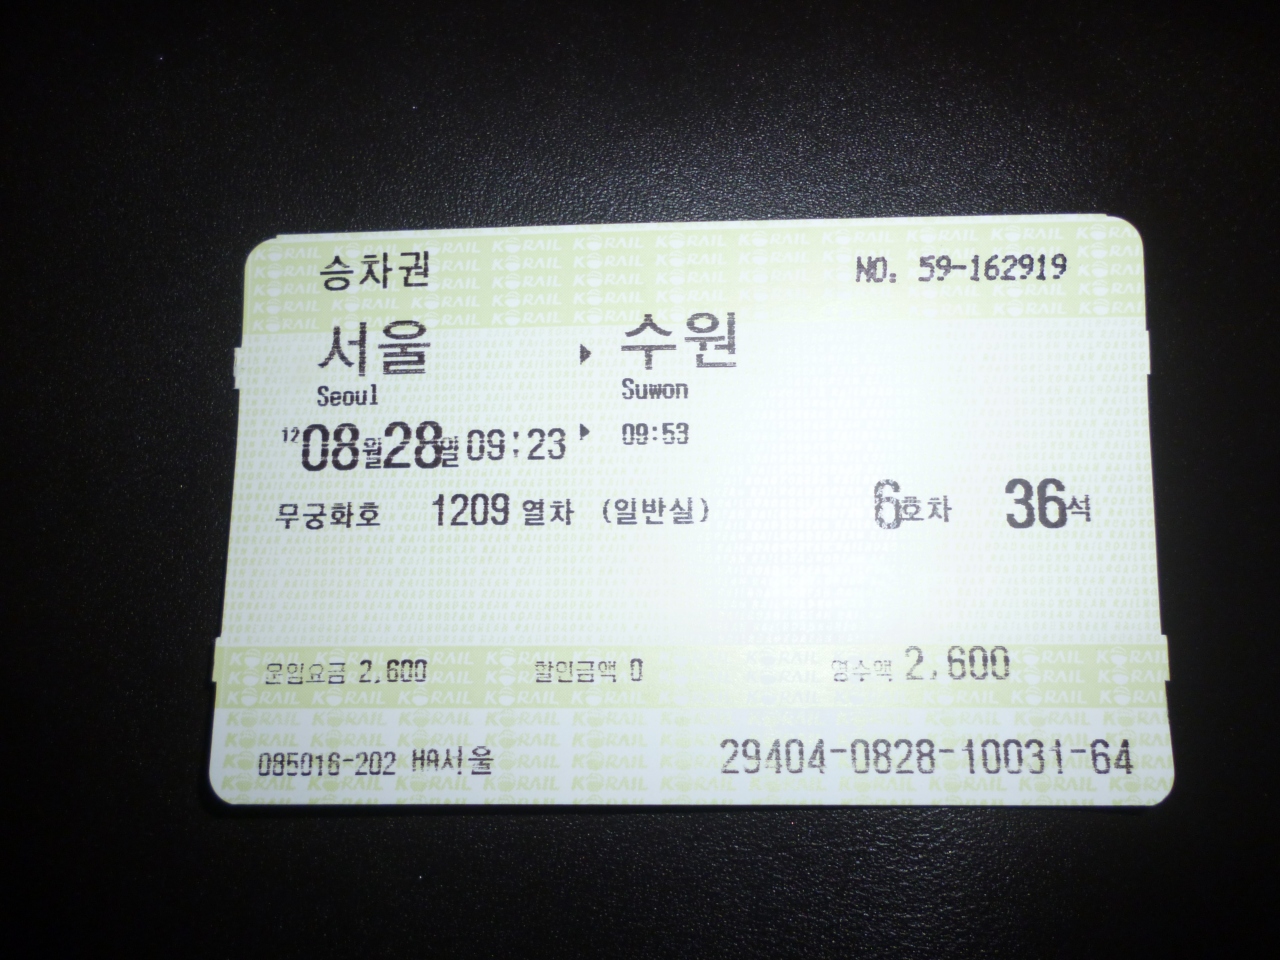 승차권 NO. 59-162919
서울 ▶ 수원
Seoul Suwon
12 08월 28일 09:23 ▶ 09:53
무궁화호 1209 열차 (일반실) 6호차 36석
운임요금 2,600 할인금액 0 영수액 2,600
085016-202 HA서울 29404-0828-10031-64
KORAIL